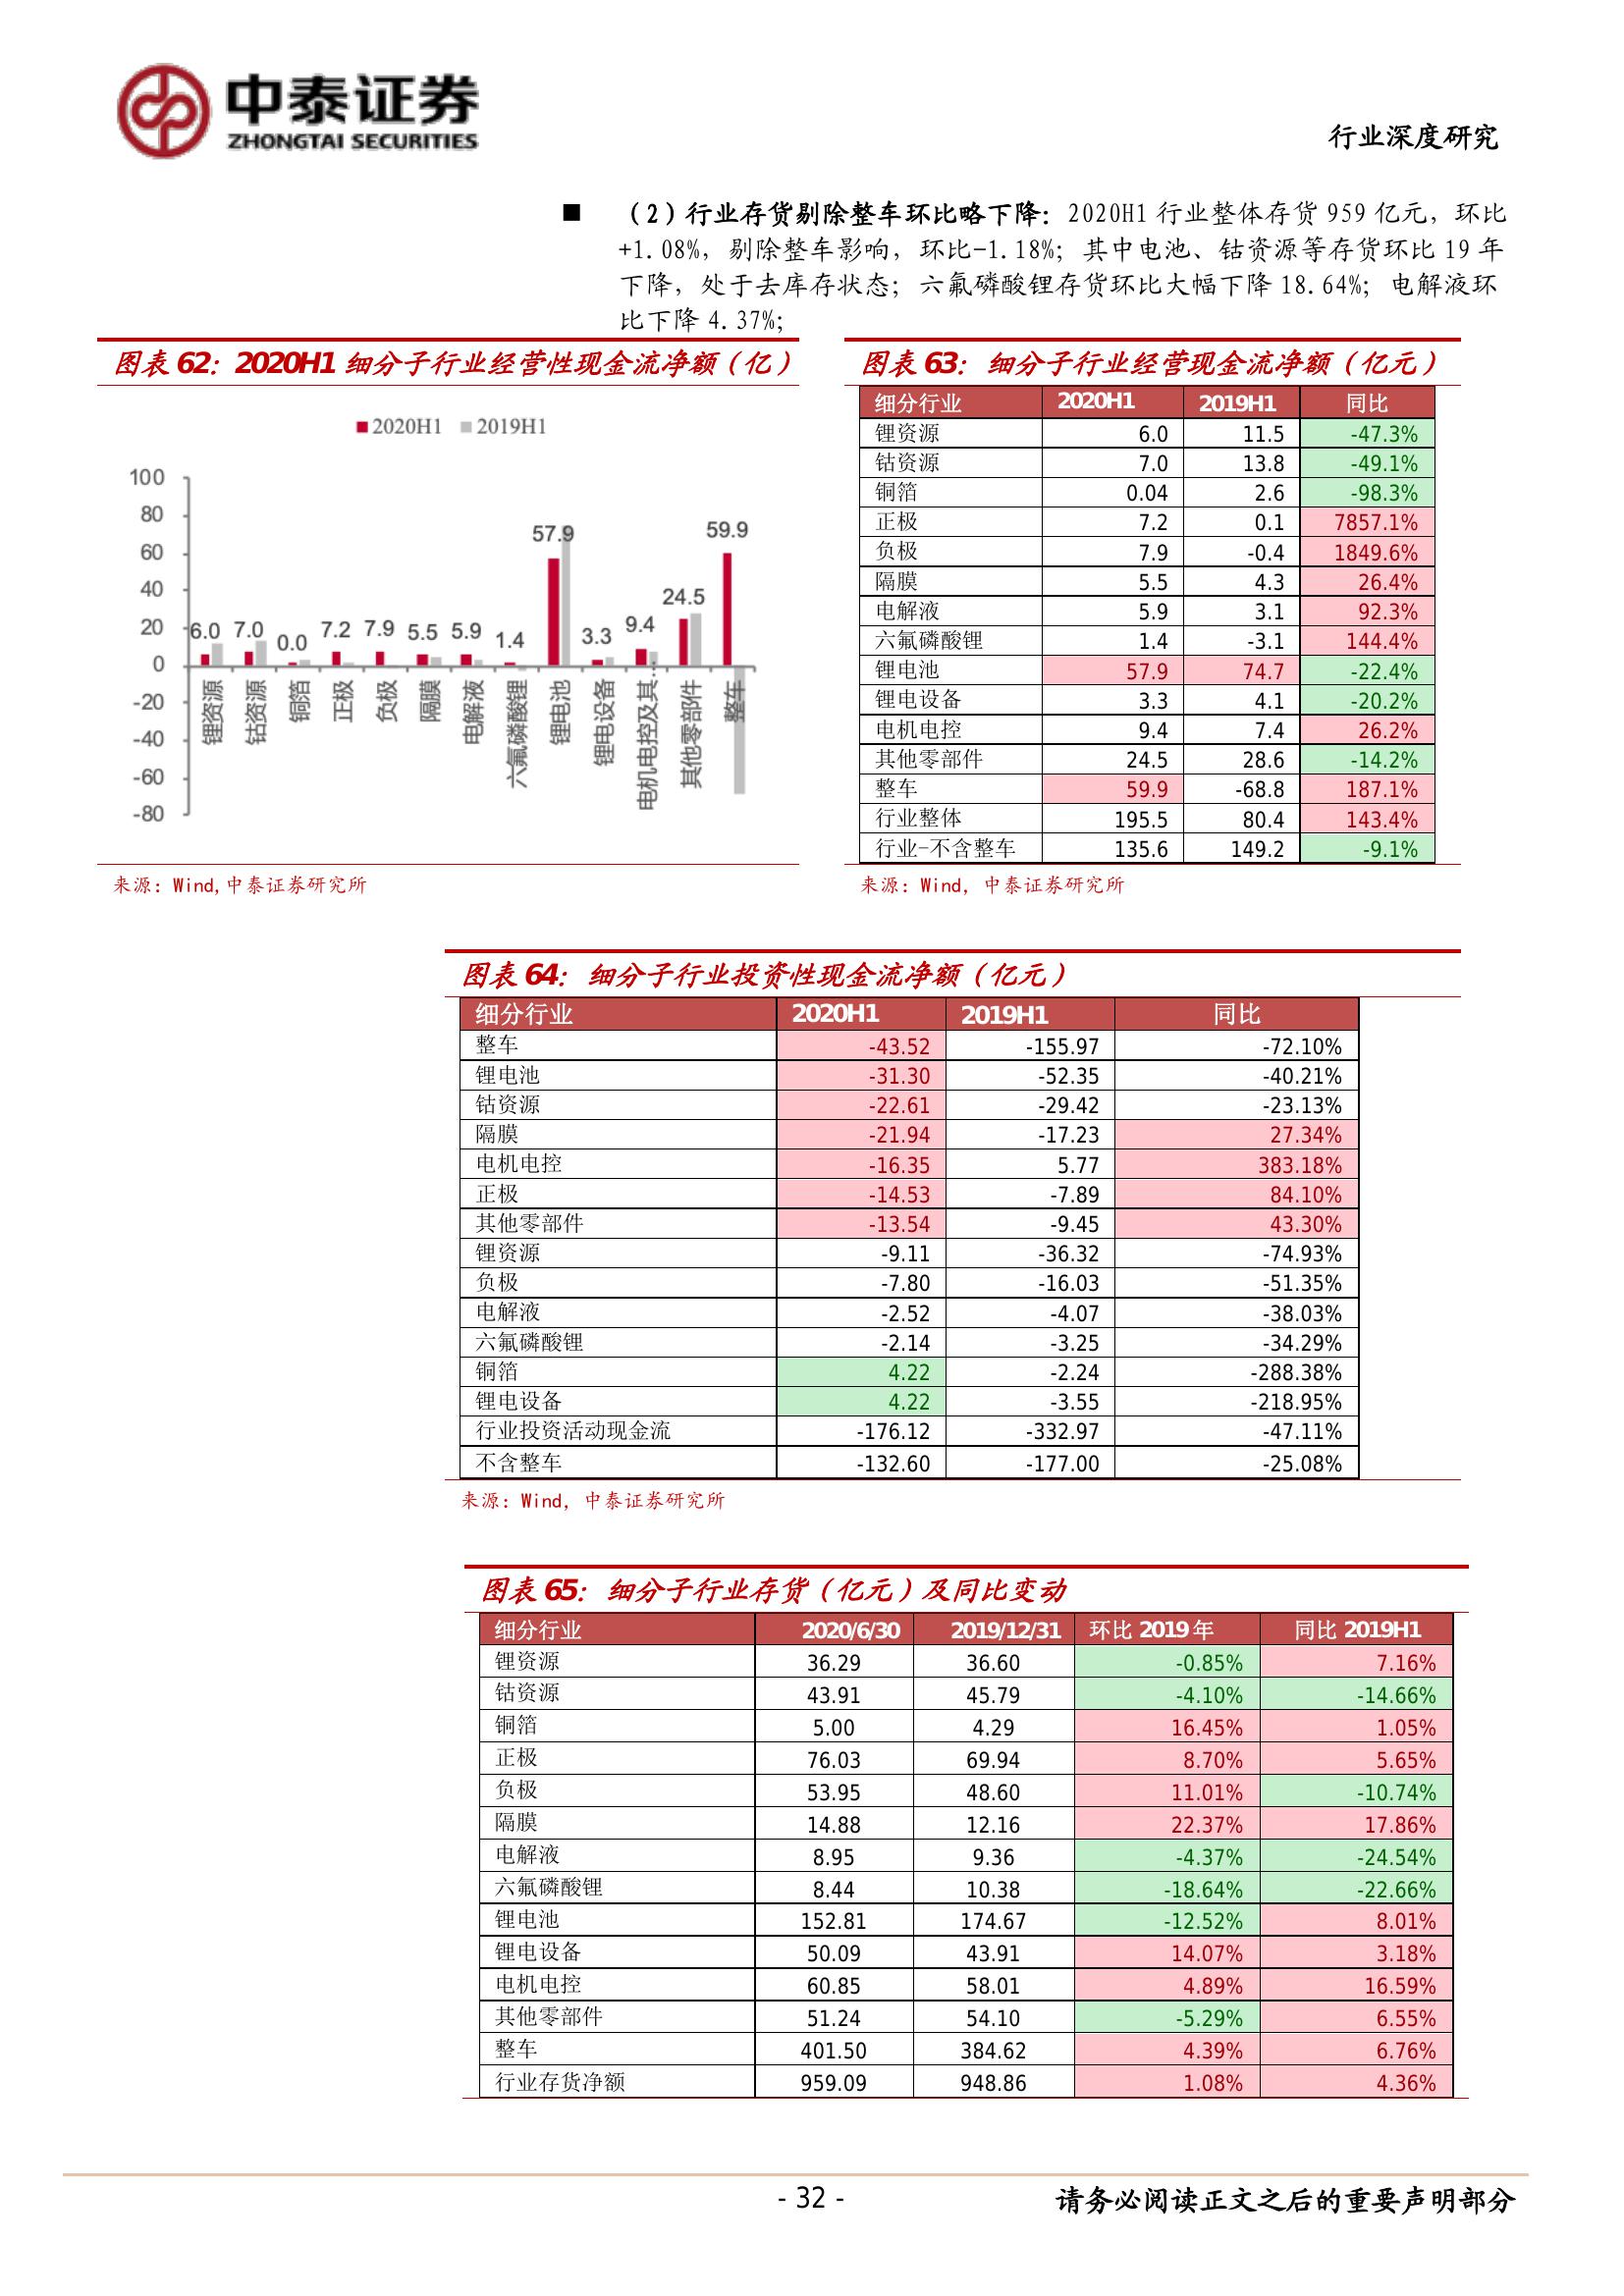 中泰证券
ZHONGTAI SECURITIES
行业深度研究
■ （2）行业存货剔除整车环比略下降：2020H1 行业整体存货 959 亿元，环比
+1.08%，剔除整车影响，环比-1.18%；其中电池、钴资源等存货环比 19 年
下降，处于去库存状态；六氟磷酸锂存货环比大幅下降 18.64%；电解液环
比下降 4.37%；
图表 62：2020H1 细分子行业经营性现金流净额（亿）
2020H1 2019H1
100
80
60
40
20
0
-20
-40
-60
-80
6.0 7.0 0.0 7.2 7.9 5.5 5.9 1.4 57.9 3.3 9.4 24.5 59.9
锂资源 钴资源 铜箔 正极 负极 隔膜 电解液 六氟磷酸锂 锂电池 锂电设备 电机电控及其… 其他零部件 整车
来源：Wind,中泰证券研究所
图表 63： 细分子行业经营现金流净额（亿元）
细分行业 2020H1 2019H1 同比
锂资源 6.0 11.5 -47.3%
钴资源 7.0 13.8 -49.1%
铜箔 0.04 2.6 -98.3%
正极 7.2 0.1 7857.1%
负极 7.9 -0.4 1849.6%
隔膜 5.5 4.3 26.4%
电解液 5.9 3.1 92.3%
六氟磷酸锂 1.4 -3.1 144.4%
锂电池 57.9 74.7 -22.4%
锂电设备 3.3 4.1 -20.2%
电机电控 9.4 7.4 26.2%
其他零部件 24.5 28.6 -14.2%
整车 59.9 -68.8 187.1%
行业整体 195.5 80.4 143.4%
行业-不含整车 135.6 149.2 -9.1%
来源：Wind，中泰证券研究所
图表 64： 细分子行业投资性现金流净额（亿元）
细分行业 2020H1 2019H1 同比
整车 -43.52 -155.97 -72.10%
锂电池 -31.30 -52.35 -40.21%
钴资源 -22.61 -29.42 -23.13%
隔膜 -21.94 -17.23 27.34%
电机电控 -16.35 5.77 383.18%
正极 -14.53 -7.89 84.10%
其他零部件 -13.54 -9.45 43.30%
锂资源 -9.11 -36.32 -74.93%
负极 -7.80 -16.03 -51.35%
电解液 -2.52 -4.07 -38.03%
六氟磷酸锂 -2.14 -3.25 -34.29%
铜箔 4.22 -2.24 -288.38%
锂电设备 4.22 -3.55 -218.95%
行业投资活动现金流 -176.12 -332.97 -47.11%
不含整车 -132.60 -177.00 -25.08%
来源：Wind，中泰证券研究所
图表 65： 细分子行业存货（亿元）及同比变动
细分行业 2020/6/30 2019/12/31 环比 2019 年 同比 2019H1
锂资源 36.29 36.60 -0.85% 7.16%
钴资源 43.91 45.79 -4.10% -14.66%
铜箔 5.00 4.29 16.45% 1.05%
正极 76.03 69.94 8.70% 5.65%
负极 53.95 48.60 11.01% -10.74%
隔膜 14.88 12.16 22.37% 17.86%
电解液 8.95 9.36 -4.37% -24.54%
六氟磷酸锂 8.44 10.38 -18.64% -22.66%
锂电池 152.81 174.67 -12.52% 8.01%
锂电设备 50.09 43.91 14.07% 3.18%
电机电控 60.85 58.01 4.89% 16.59%
其他零部件 51.24 54.10 -5.29% 6.55%
整车 401.50 384.62 4.39% 6.76%
行业存货净额 959.09 948.86 1.08% 4.36%
- 32 -
请务必阅读正文之后的重要声明部分